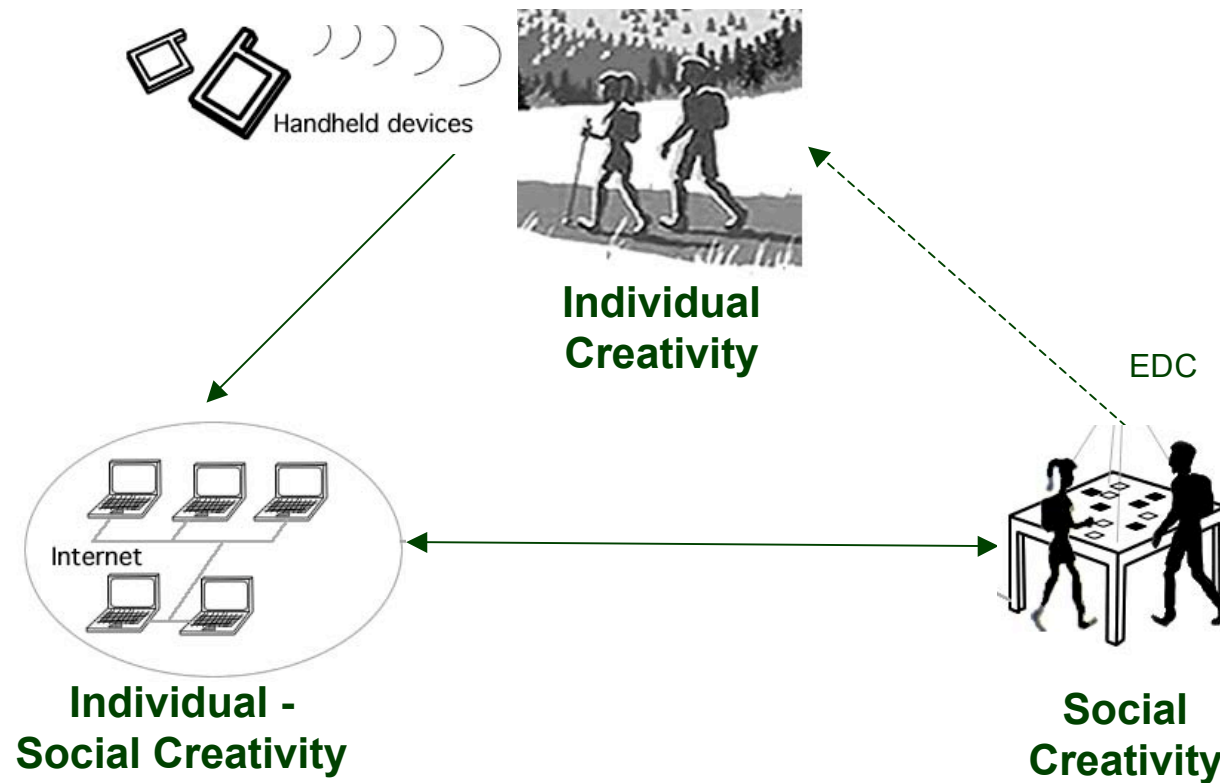 Handheld devices
Individual
Creativity
EDC
Internet
Individual -
Social Creativity
Social
Creativity